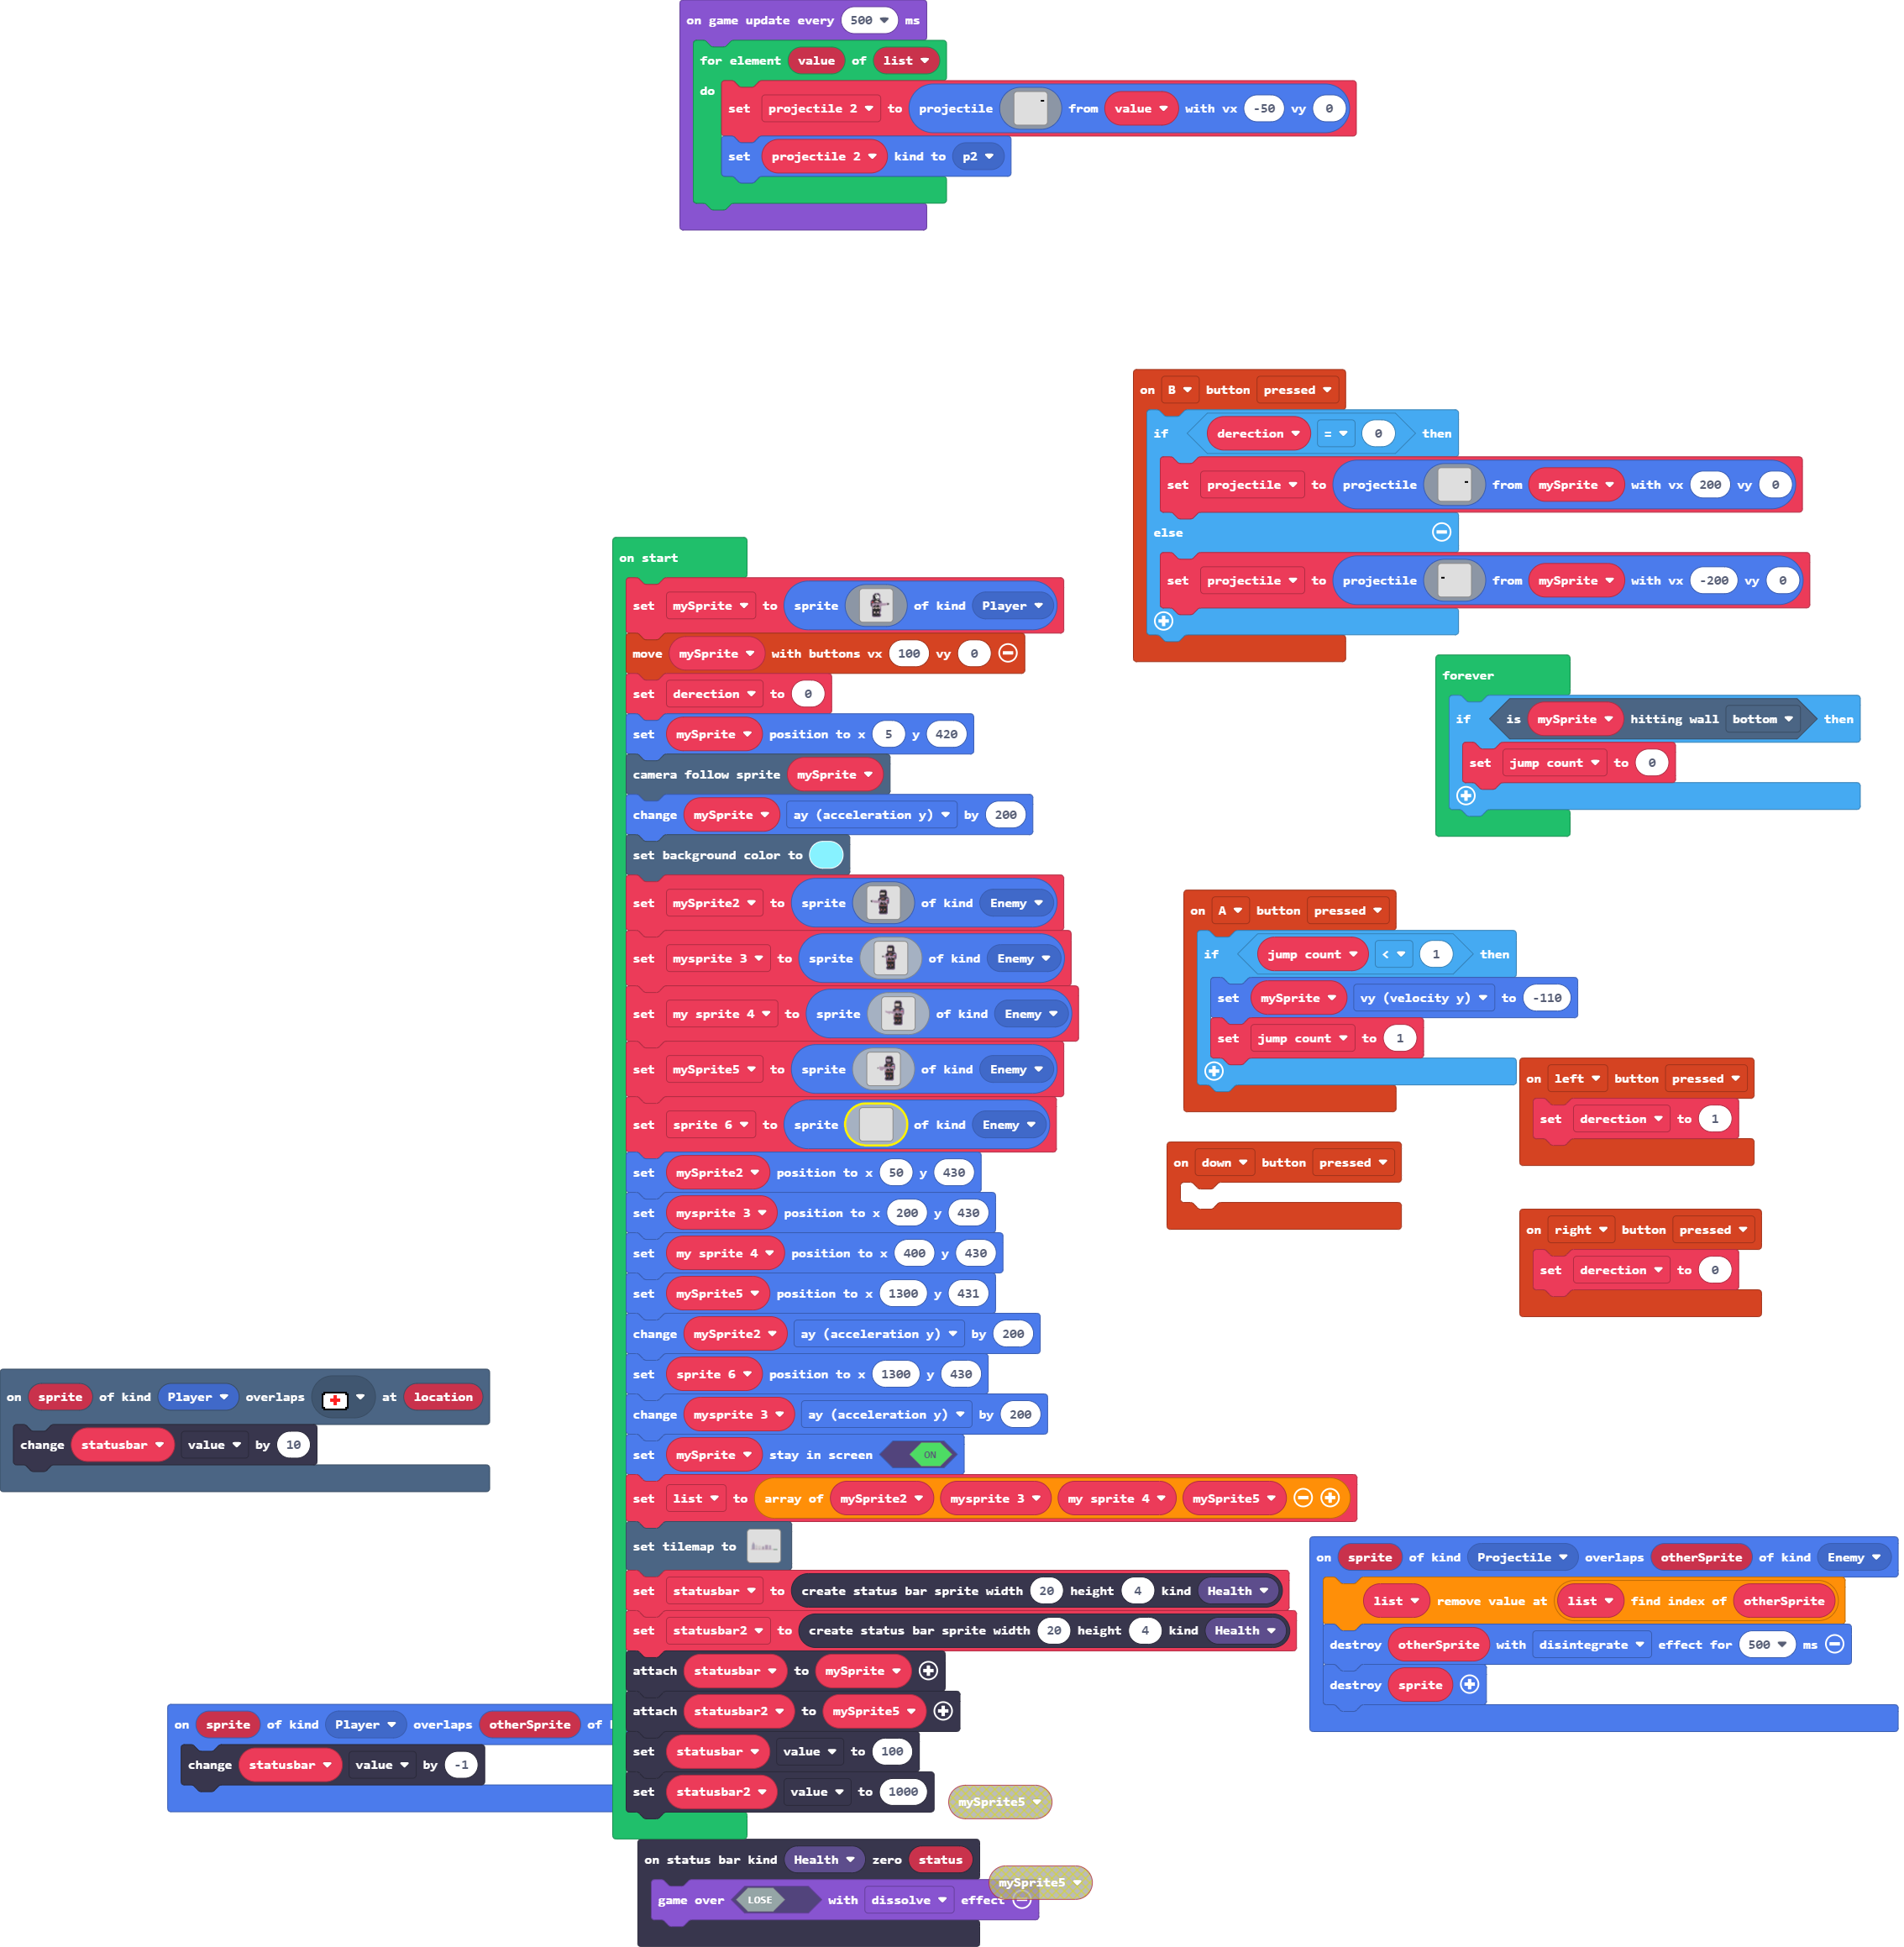 on game update every 500 ms
for element value of list
do
set projectile 2 to projectile from value with vx -50 vy 0
set projectile 2 kind to p2
on B button pressed
if derection = 0 then
set projectile to projectile from mySprite with vx 200 vy 0
else
set projectile to projectile from mySprite with vx -200 vy 0
forever
if is mySprite hitting wall bottom then
set jump count to 0
on A button pressed
if jump count < 1 then
set mySprite vy (velocity y) to -110
set jump count to 1
on left button pressed
set derection to 1
on down button pressed
on right button pressed
set derection to 0
on start
set mySprite to sprite of kind Player
move mySprite with buttons vx 100 vy 0
set derection to 0
set mySprite position to x 5 y 420
camera follow sprite mySprite
change mySprite ay (acceleration y) by 200
set background color to
set mySprite2 to sprite of kind Enemy
set mysprite 3 to sprite of kind Enemy
set my sprite 4 to sprite of kind Enemy
set mySprite5 to sprite of kind Enemy
set sprite 6 to sprite of kind Enemy
set mySprite2 position to x 50 y 430
set mysprite 3 position to x 200 y 430
set my sprite 4 position to x 400 y 430
set mySprite5 position to x 1300 y 431
change mySprite2 ay (acceleration y) by 200
set sprite 6 position to x 1300 y 430
change mysprite 3 ay (acceleration y) by 200
set mySprite stay in screen ON
set list to array of mySprite2 mysprite 3 my sprite 4 mySprite5
set tilemap to
set statusbar to create status bar sprite width 20 height 4 kind Health
set statusbar2 to create status bar sprite width 20 height 4 kind Health
attach statusbar to mySprite
attach statusbar2 to mySprite5
set statusbar value to 100
set statusbar2 value to 1000
mySprite5
on status bar kind Health zero status
game over LOSE with dissolve effect
mySprite5
on sprite of kind Player overlaps at location
change statusbar value by 10
on sprite of kind Player overlaps otherSprite of
change statusbar value by -1
on sprite of kind Projectile overlaps otherSprite of kind Enemy
list remove value at list find index of otherSprite
destroy otherSprite with disintegrate effect for 500 ms
destroy sprite